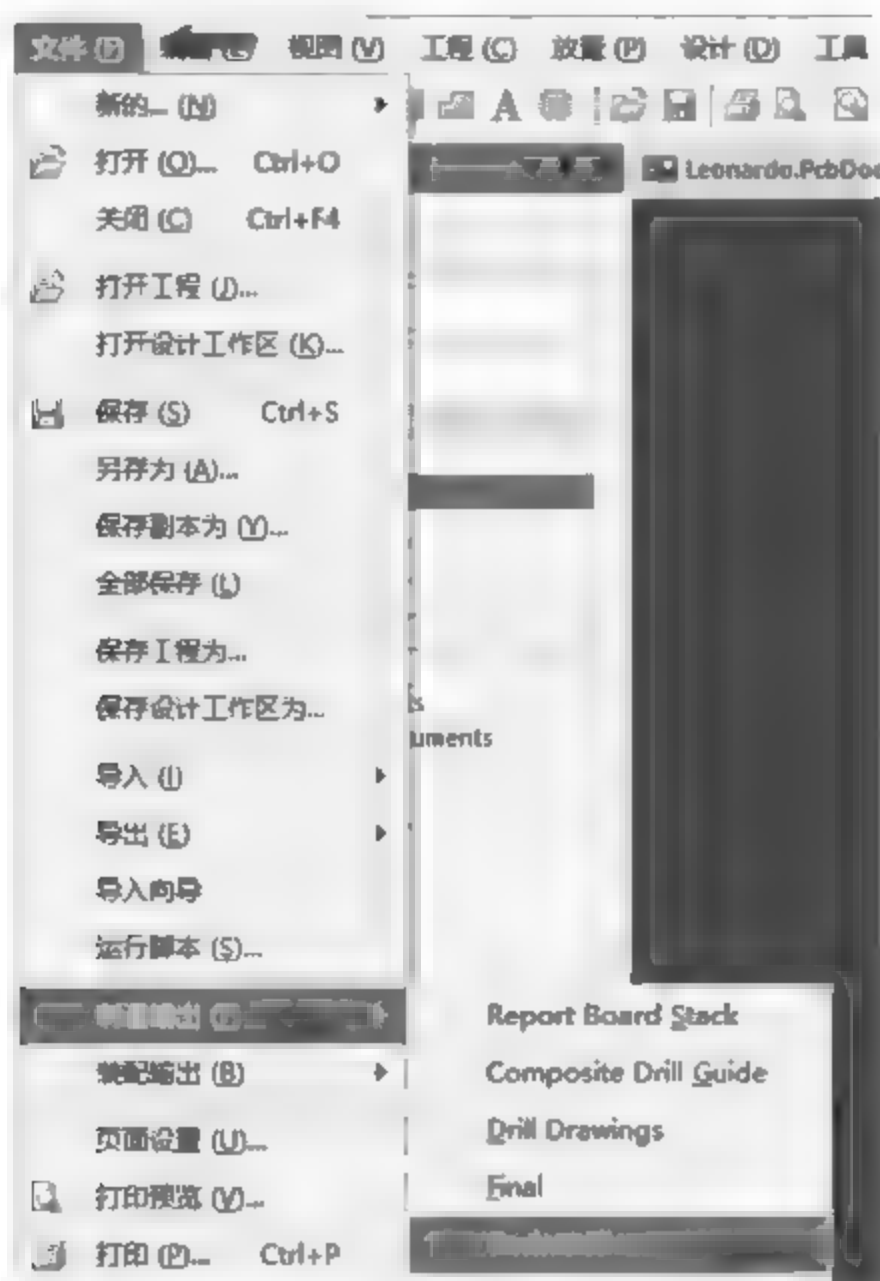 文件 (F) 视图 (V) 工程 (C) 放置 (P) 设计 (D) 工具
新的... (N)
Leonardo.PcbDoc
打开 (O)... Ctrl+O
关闭 (C) Ctrl+F4
打开工程 (J)...
打开设计工作区 (K)...
保存 (S) Ctrl+S
另存为 (A)...
保存副本为 (Y)...
全部保存 (L)
保存工程为...
保存设计工作区为...
uments
导入 (I)
导出 (E)
导入向导
运行脚本 (S)...
制造输出
Report Board Stack
装配输出 (B)
Composite Drill Guide
页面设置 (U)...
Drill Drawings
打印预览 (V)...
Final
打印 (P)... Ctrl+P